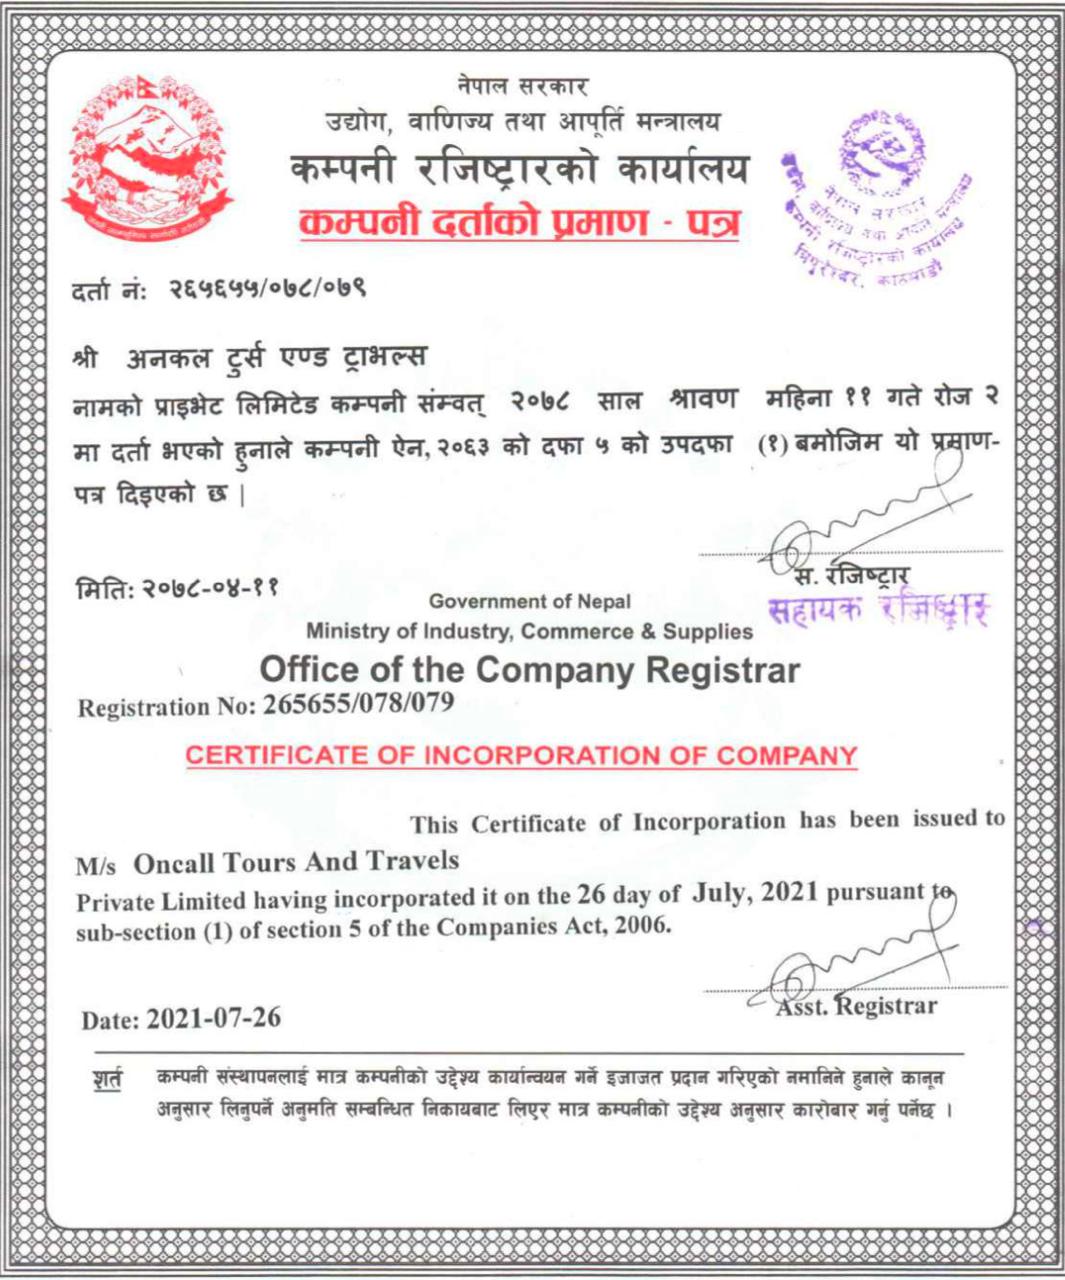 नेपाल सरकार
उद्योग, वाणिज्य तथा आपूर्ति मन्त्रालय
कम्पनी रजिष्ट्रारको कार्यालय
कम्पनी दर्ताको प्रमाण - पत्र
नेपाल सरकार
कम्पनी रजिष्ट्रारको कार्यालय
त्रिपुरेश्वर, काठमाडौं
दर्ता नं: २६५६५५/०७८/०७९
श्री अनकल टुर्स एण्ड ट्राभल्स
नामको प्राइभेट लिमिटेड कम्पनी संम्वत् २०७८ साल श्रावण महिना ११ गते रोज २
मा दर्ता भएको हुनाले कम्पनी ऐन, २०६३ को दफा ५ को उपदफा (१) बमोजिम यो प्रमाण-
पत्र दिइएको छ |
स. रजिष्ट्रार
मिति: २०७८-०४-११
सहायक रजिष्ट्रार
Government of Nepal
Ministry of Industry, Commerce & Supplies
Office of the Company Registrar
Registration No: 265655/078/079
CERTIFICATE OF INCORPORATION OF COMPANY
This Certificate of Incorporation has been issued to
M/s Oncall Tours And Travels
Private Limited having incorporated it on the 26 day of July, 2021 pursuant to
sub-section (1) of section 5 of the Companies Act, 2006.
Asst. Registrar
Date: 2021-07-26
शर्त कम्पनी संस्थापनलाई मात्र कम्पनीको उद्देश्य कार्यान्वयन गर्ने इजाजत प्रदान गरिएको नमानिने हुनाले कानून
अनुसार लिनुपर्ने अनुमति सम्बन्धित निकायबाट लिएर मात्र कम्पनीको उद्देश्य अनुसार कारोबार गर्नु पर्नेछ ।